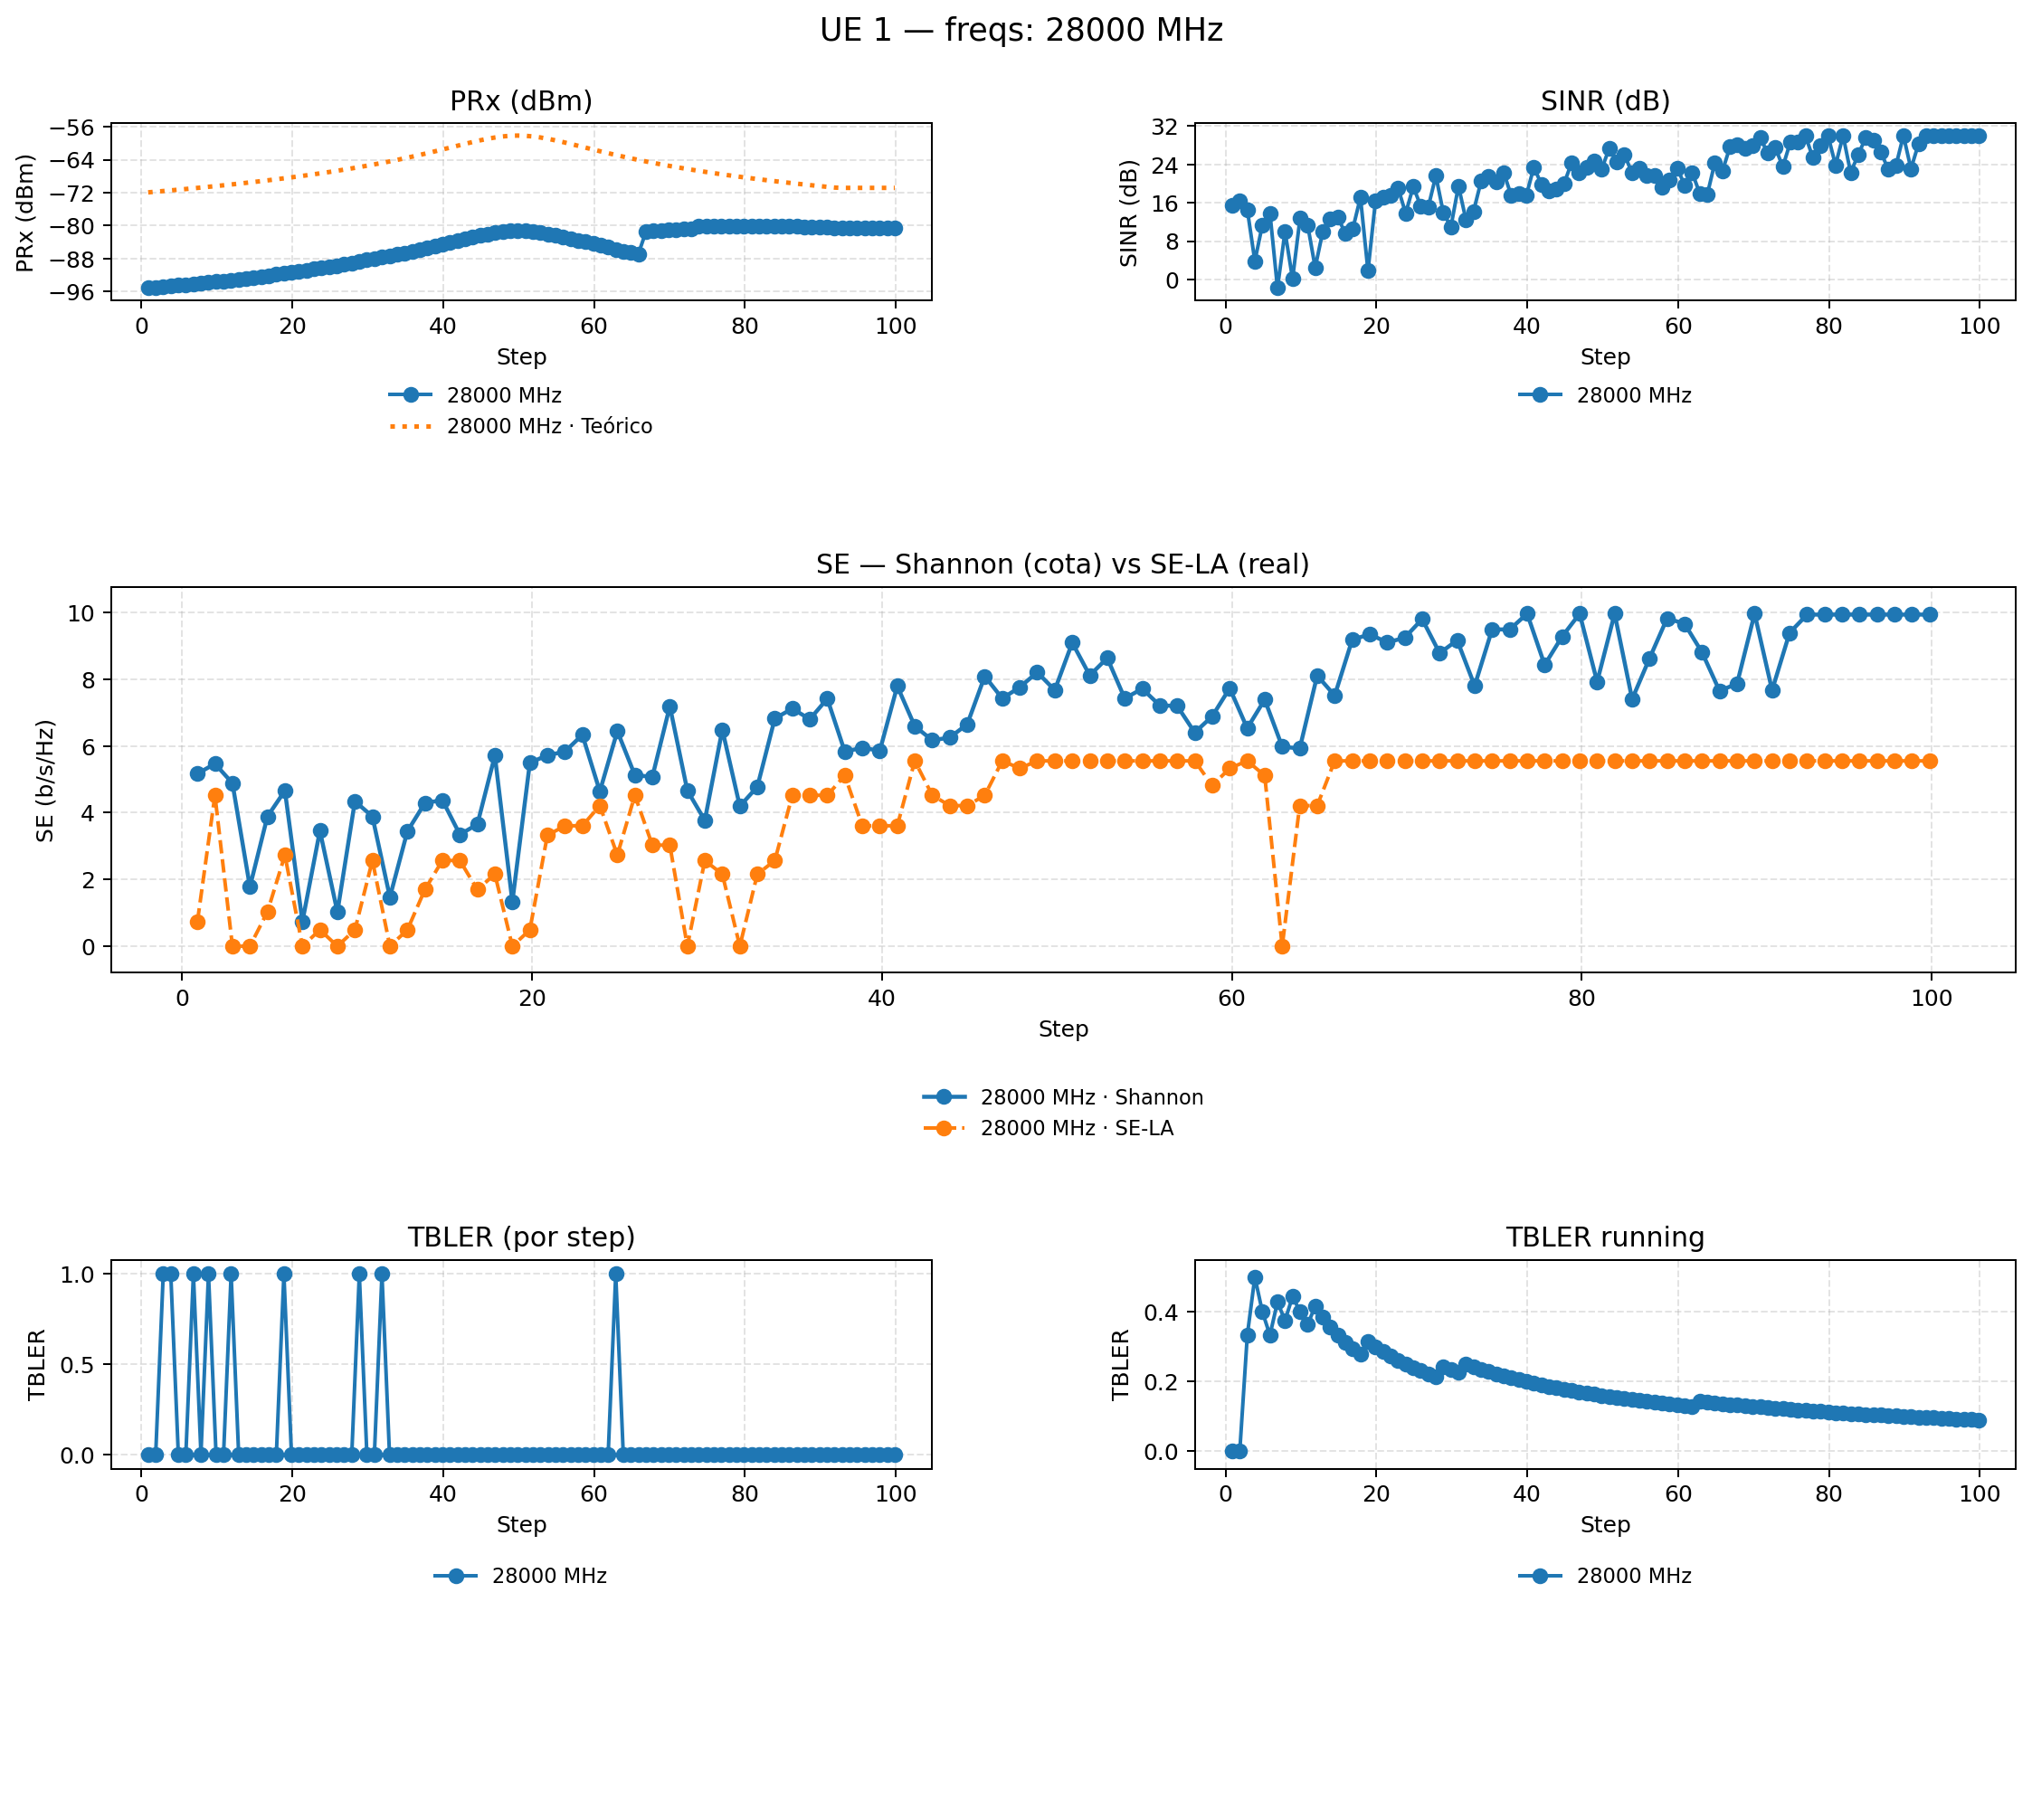 UE 1 — freqs: 28000 MHz
PRx (dBm)
PRx (dBm)
−56
−64
−72
−80
−88
−96
0 20 40 60 80 100
Step
28000 MHz
28000 MHz · Teórico
SINR (dB)
SINR (dB)
32
24
16
8
0
0 20 40 60 80 100
Step
28000 MHz
SE — Shannon (cota) vs SE-LA (real)
SE (b/s/Hz)
10
8
6
4
2
0
0 20 40 60 80 100
Step
28000 MHz · Shannon
28000 MHz · SE-LA
TBLER (por step)
TBLER
1.0
0.5
0.0
0 20 40 60 80 100
Step
28000 MHz
TBLER running
TBLER
0.4
0.2
0.0
0 20 40 60 80 100
Step
28000 MHz